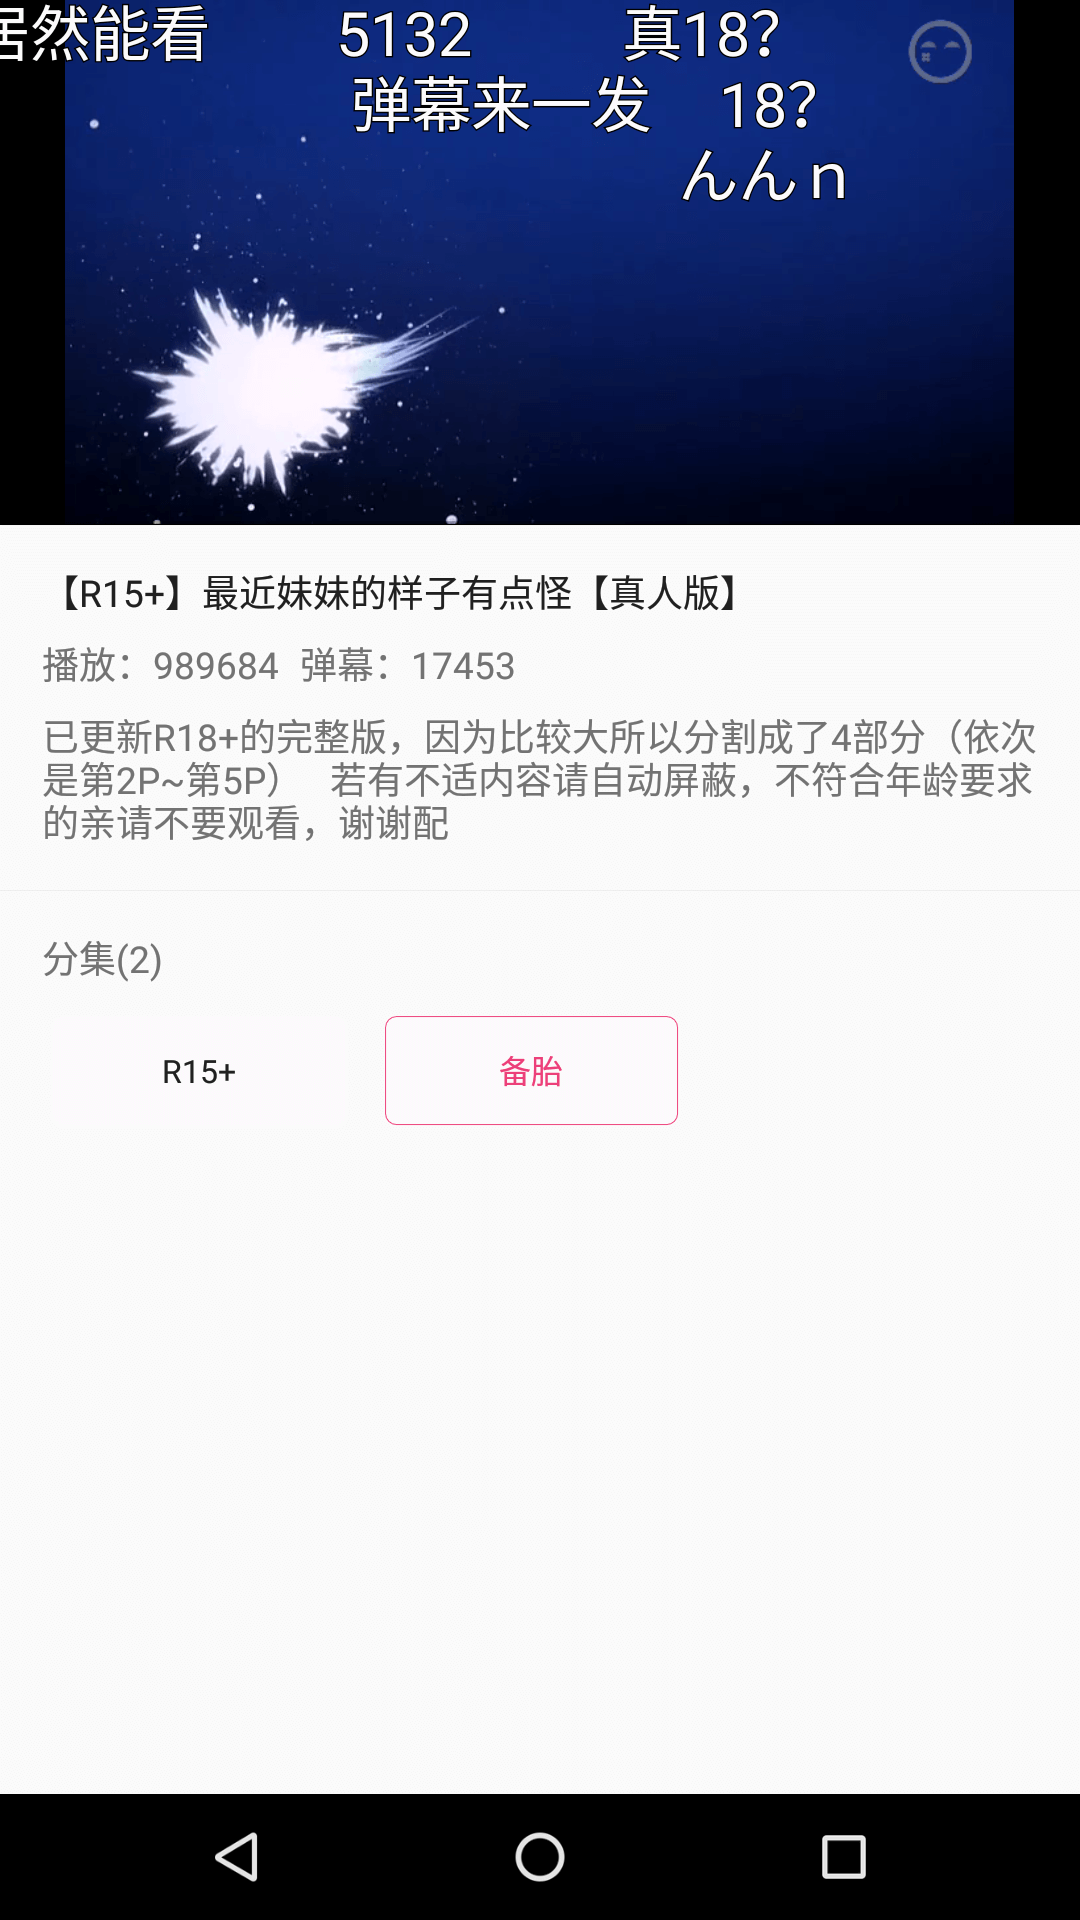 居然能看 5132 真18？
弹幕来一发 18？
んんｎ
【R15+】最近妹妹的样子有点怪【真人版】
播放：989684 弹幕：17453
已更新R18+的完整版，因为比较大所以分割成了4部分（依次
是第2P~第5P） 若有不适内容请自动屏蔽，不符合年龄要求
的亲请不要观看，谢谢配
分集(2)
R15+ 备胎